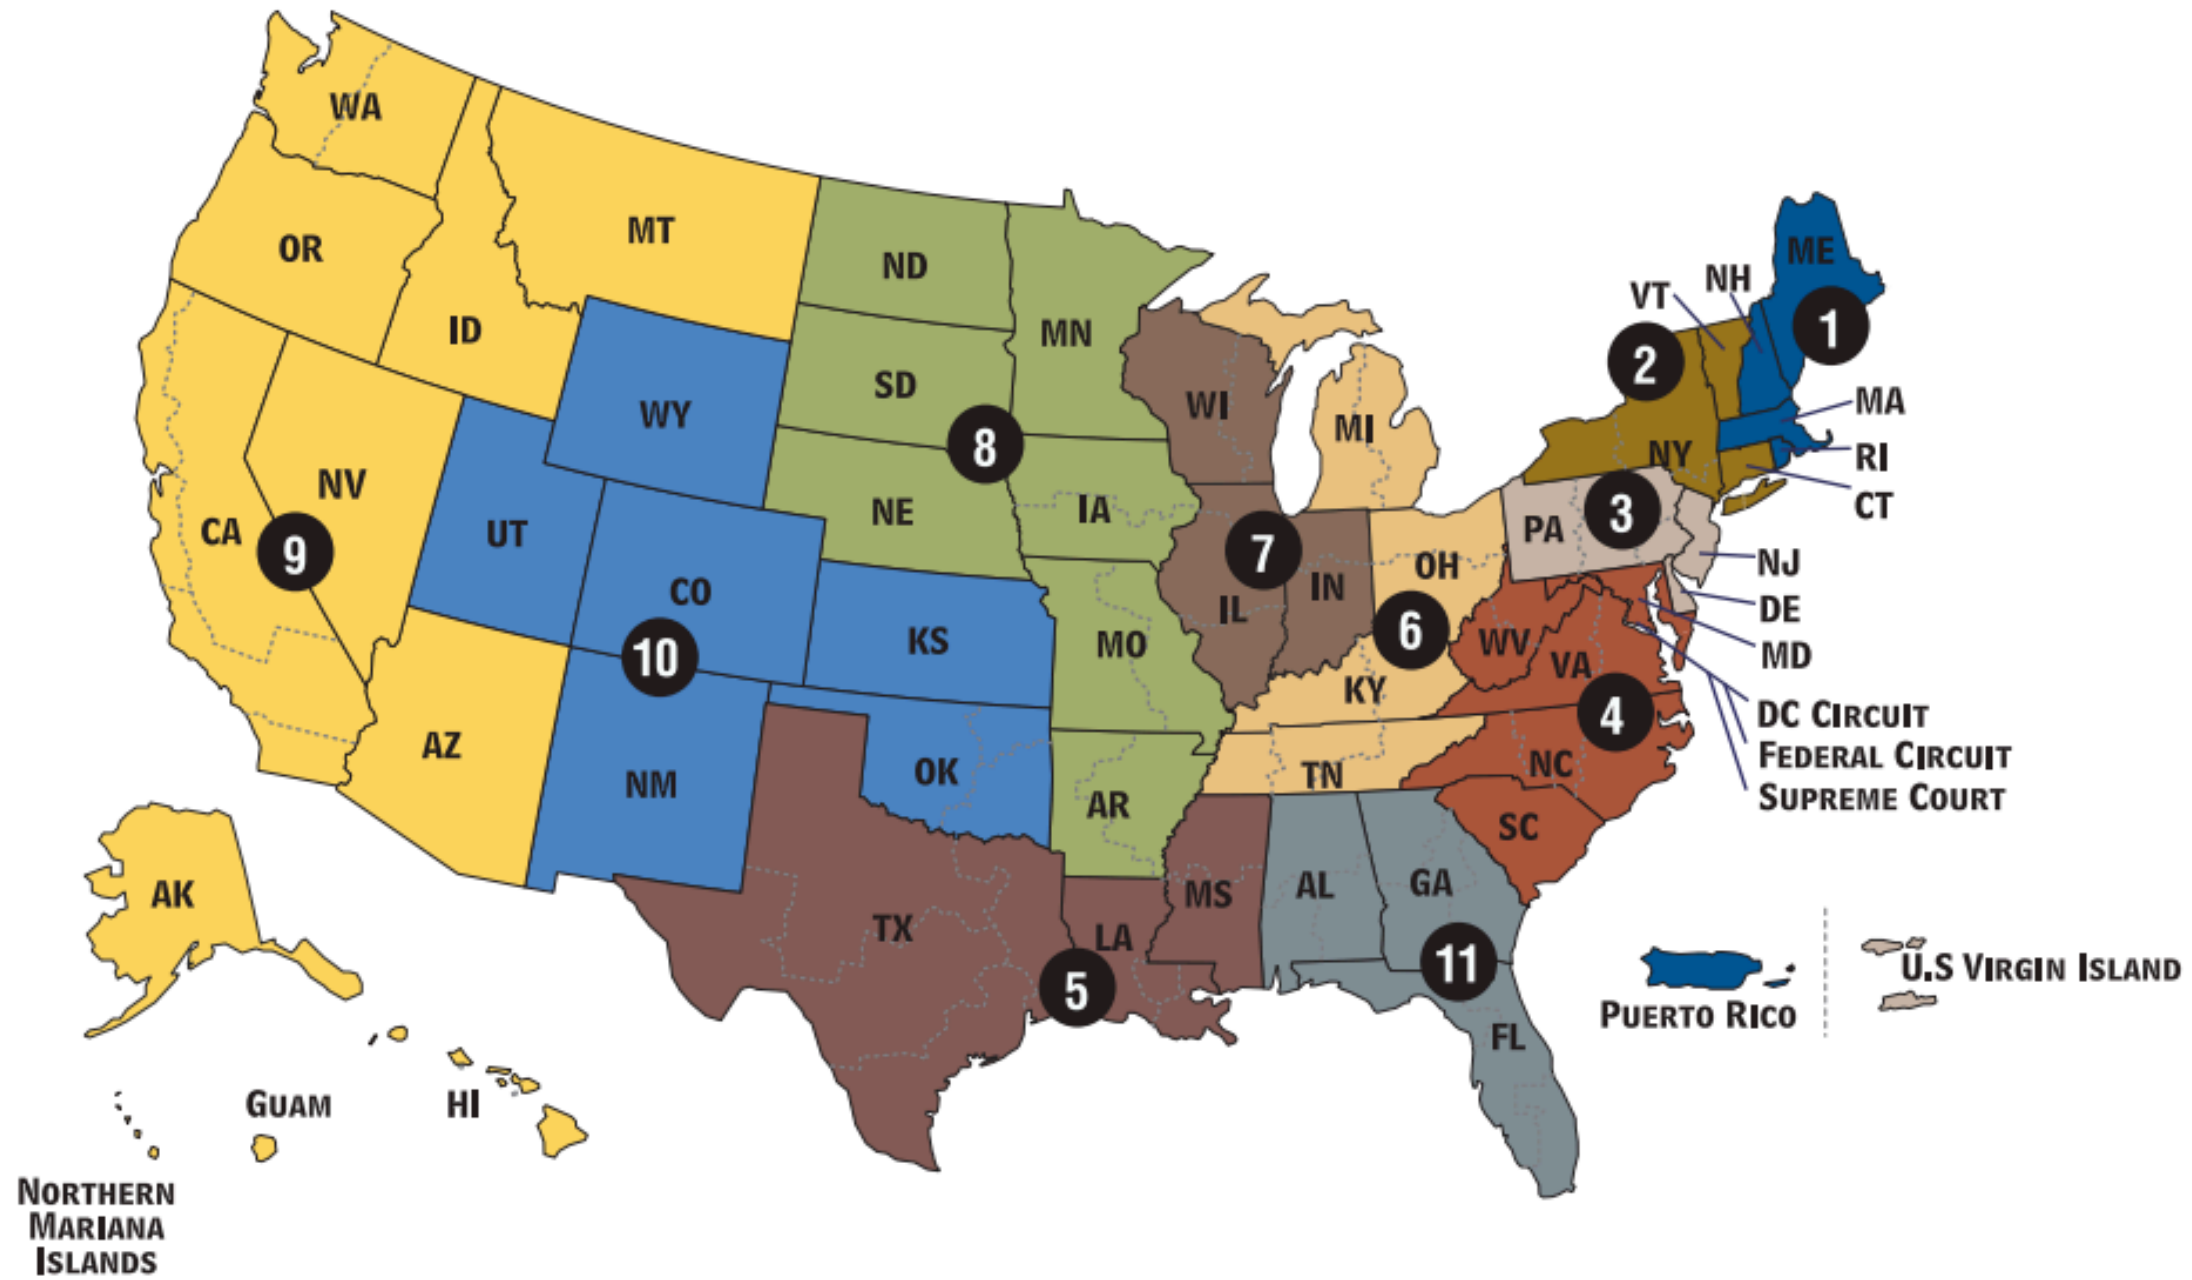 WA
MT
OR
ID
ND
MN
SD
WY
8
NE
IA
NV
CA
9
UT
CO
10
KS
MO
AZ
NM
OK
AR
TX
LA
5
MS
AL
GA
11
FL
WI
MI
7
IL
IN
OH
6
KY
TN
WV
VA
4
NC
SC
PA
3
NY
2
VT
NH
ME
1
MA
RI
CT
NJ
DE
MD
DC CIRCUIT
FEDERAL CIRCUIT
SUPREME COURT
AK
HI
GUAM
NORTHERN
MARIANA
ISLANDS
PUERTO RICO
U.S VIRGIN ISLAND